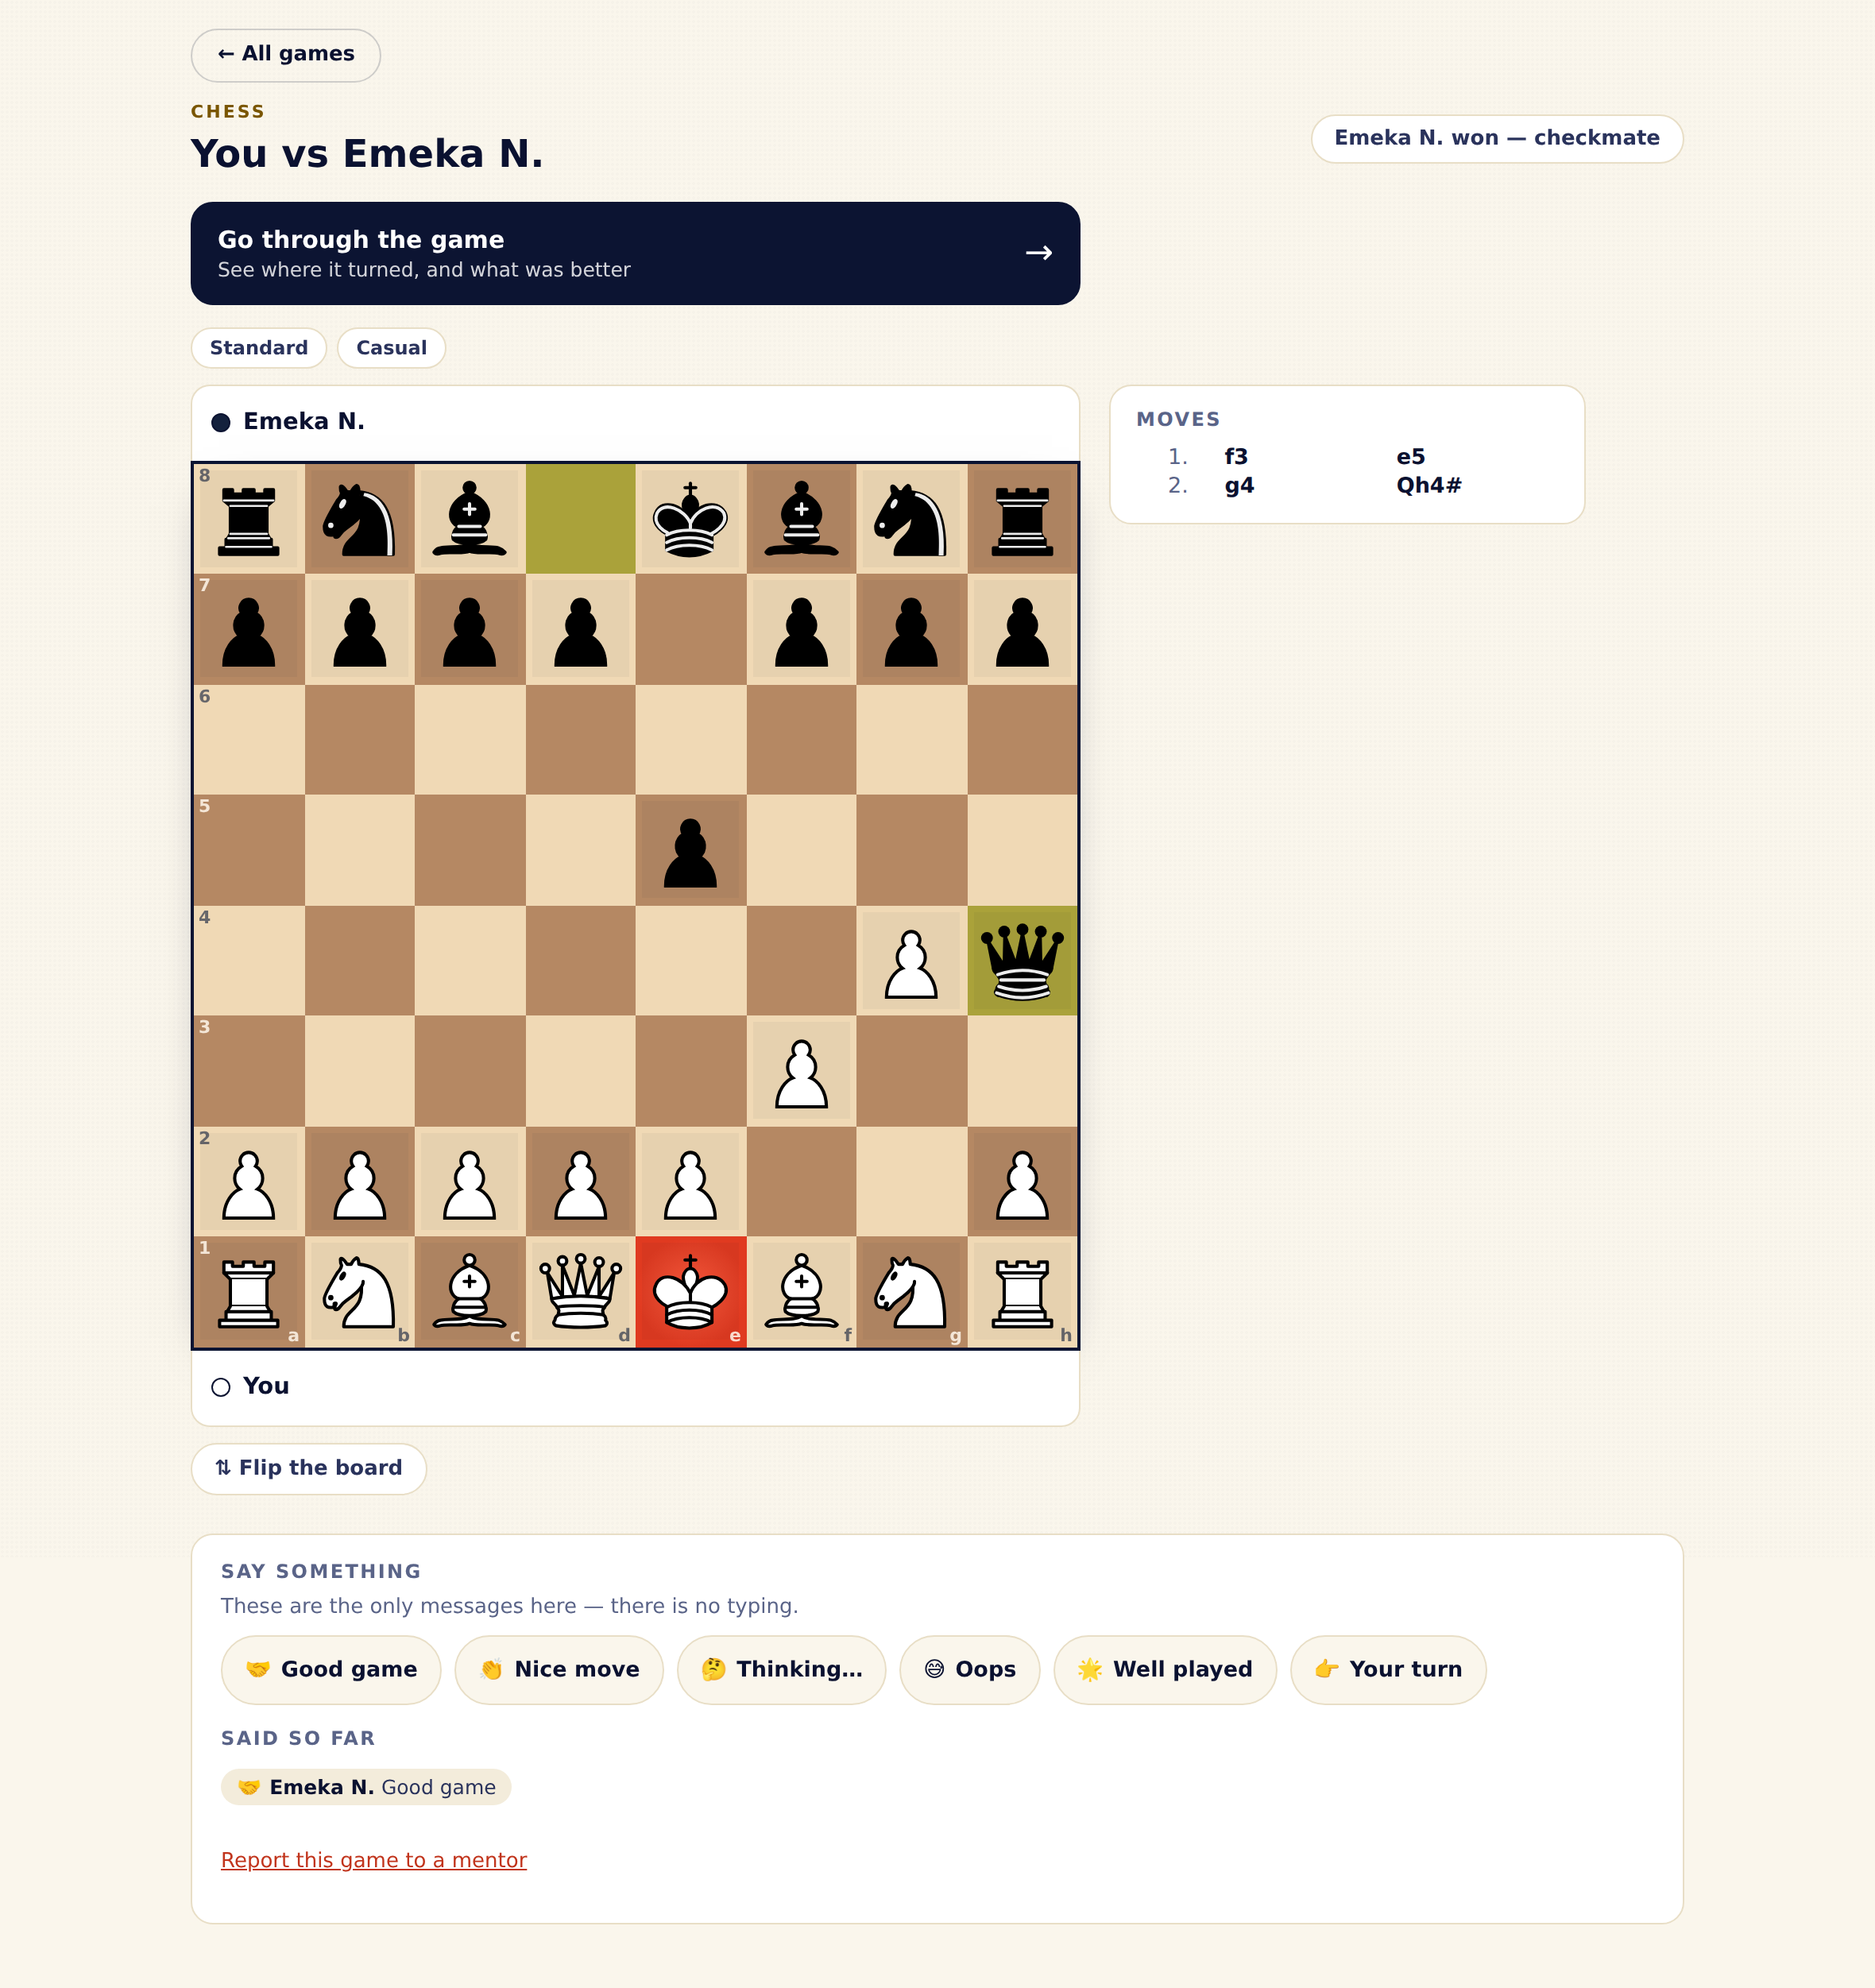 ← All games
CHESS
You vs Emeka N.
Emeka N. won — checkmate
Go through the game
See where it turned, and what was better
→
Standard
Casual
Emeka N.
MOVES
1. f3 e5
2. g4 Qh4#
8
7
6
5
4
3
2
1
a b c d e f g h
You
⇅ Flip the board
SAY SOMETHING
These are the only messages here — there is no typing.
🤝 Good game
👏 Nice move
🤔 Thinking…
😅 Oops
🌟 Well played
👉 Your turn
SAID SO FAR
🤝 Emeka N. Good game
Report this game to a mentor